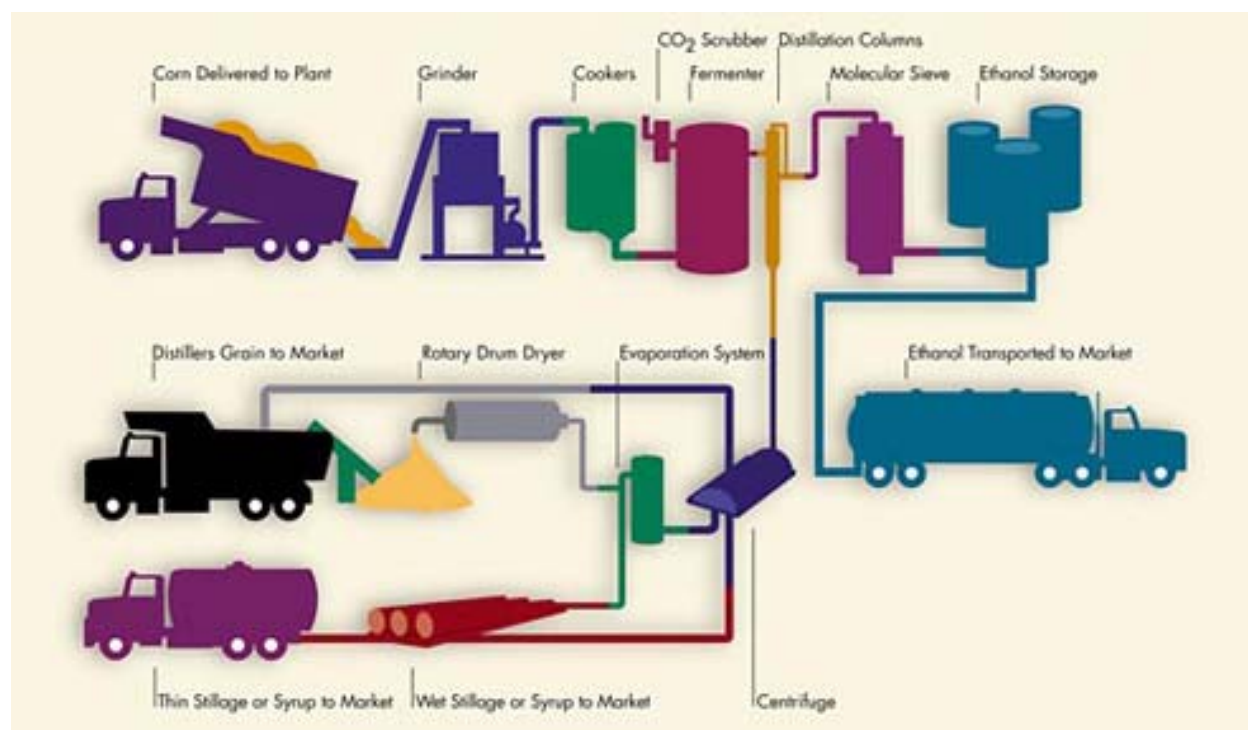 CO2 Scrubber
Distillation Columns
Corn Delivered to Plant
Grinder
Cookers
Fermenter
Molecular Sieve
Ethanol Storage
Distillers Grain to Market
Rotary Drum Dryer
Evaporation System
Ethanol Transported to Market
Thin Stillage or Syrup to Market
Wet Stillage or Syrup to Market
Centrifuge